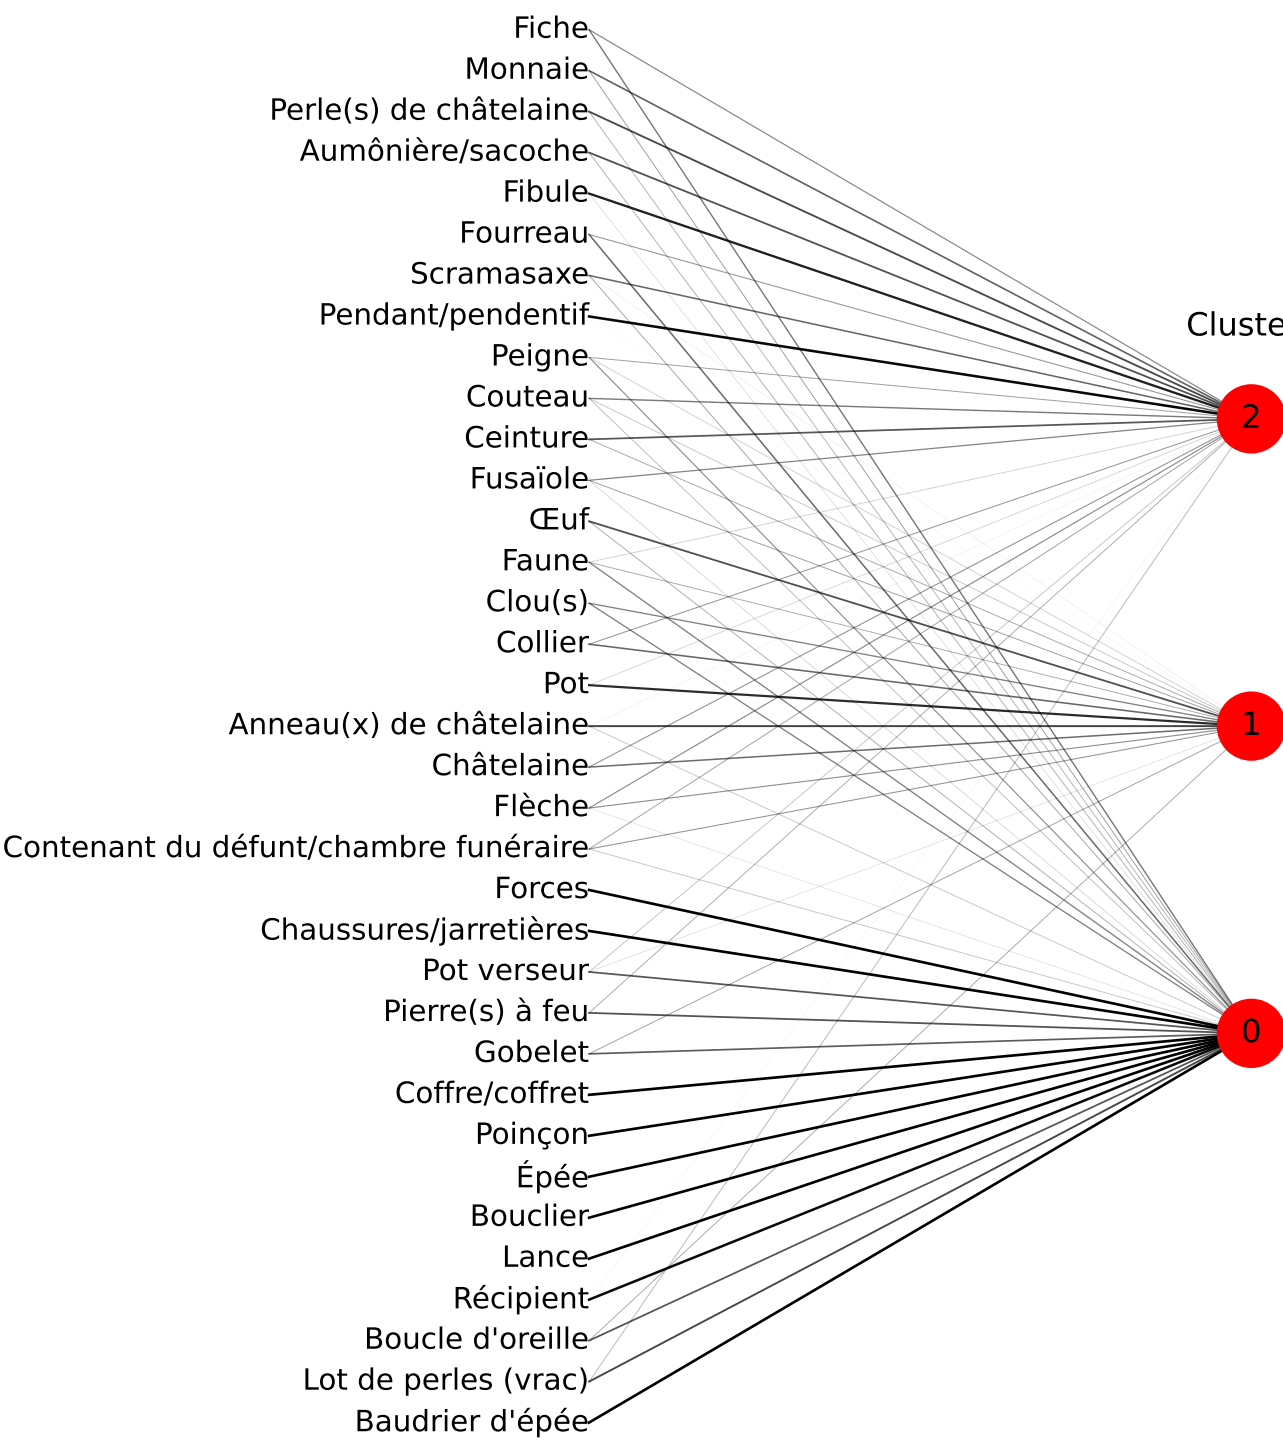 Fiche
Monnaie
Perle(s) de châtelaine
Aumônière/sacoche
Fibule
Fourreau
Scramasaxe
Pendant/pendentif
Cluste
Peigne
Couteau
2
Ceinture
Fusaïole
Œuf
Faune
Clou(s)
Collier
Pot
Anneau(x) de châtelaine
1
Châtelaine
Flèche
Contenant du défunt/chambre funéraire
Forces
Chaussures/jarretières
Pot verseur
Pierre(s) à feu
0
Gobelet
Coffre/coffret
Poinçon
Épée
Bouclier
Lance
Récipient
Boucle d'oreille
Lot de perles (vrac)
Baudrier d'épée